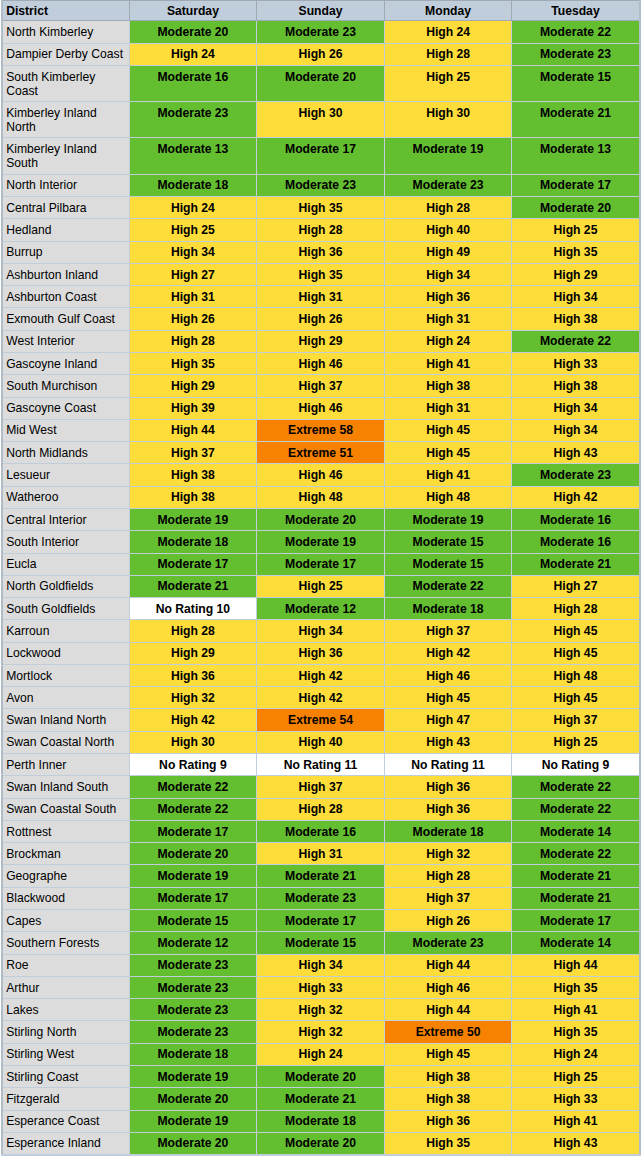 District Saturday Sunday Monday Tuesday
North Kimberley Moderate 20 Moderate 23 High 24 Moderate 22
Dampier Derby Coast High 24 High 26 High 28 Moderate 23
South Kimberley Moderate 16 Moderate 20 High 25 Moderate 15
Coast
Kimberley Inland Moderate 23 High 30 High 30 Moderate 21
North
Kimberley Inland Moderate 13 Moderate 17 Moderate 19 Moderate 13
South
North Interior Moderate 18 Moderate 23 Moderate 23 Moderate 17
Central Pilbara High 24 High 35 High 28 Moderate 20
Hedland High 25 High 28 High 40 High 25
Burrup High 34 High 36 High 49 High 35
Ashburton Inland High 27 High 35 High 34 High 29
Ashburton Coast High 31 High 31 High 36 High 34
Exmouth Gulf Coast High 26 High 26 High 31 High 38
West Interior High 28 High 29 High 24 Moderate 22
Gascoyne Inland High 35 High 46 High 41 High 33
South Murchison High 29 High 37 High 38 High 38
Gascoyne Coast High 39 High 46 High 31 High 34
Mid West High 44 Extreme 58 High 45 High 34
North Midlands High 37 Extreme 51 High 45 High 43
Lesueur High 38 High 46 High 41 Moderate 23
Watheroo High 38 High 48 High 48 High 42
Central Interior Moderate 19 Moderate 20 Moderate 19 Moderate 16
South Interior Moderate 18 Moderate 19 Moderate 15 Moderate 16
Eucla Moderate 17 Moderate 17 Moderate 15 Moderate 21
North Goldfields Moderate 21 High 25 Moderate 22 High 27
South Goldfields No Rating 10 Moderate 12 Moderate 18 High 28
Karroun High 28 High 34 High 37 High 45
Lockwood High 29 High 36 High 42 High 45
Mortlock High 36 High 42 High 46 High 48
Avon High 32 High 42 High 45 High 45
Swan Inland North High 42 Extreme 54 High 47 High 37
Swan Coastal North High 30 High 40 High 43 High 25
Perth Inner No Rating 9 No Rating 11 No Rating 11 No Rating 9
Swan Inland South Moderate 22 High 37 High 36 Moderate 22
Swan Coastal South Moderate 22 High 28 High 36 Moderate 22
Rottnest Moderate 17 Moderate 16 Moderate 18 Moderate 14
Brockman Moderate 20 High 31 High 32 Moderate 22
Geographe Moderate 19 Moderate 21 High 28 Moderate 21
Blackwood Moderate 17 Moderate 23 High 37 Moderate 21
Capes Moderate 15 Moderate 17 High 26 Moderate 17
Southern Forests Moderate 12 Moderate 15 Moderate 23 Moderate 14
Roe Moderate 23 High 34 High 44 High 44
Arthur Moderate 23 High 33 High 46 High 35
Lakes Moderate 23 High 32 High 44 High 41
Stirling North Moderate 23 High 32 Extreme 50 High 35
Stirling West Moderate 18 High 24 High 45 High 24
Stirling Coast Moderate 19 Moderate 20 High 38 High 25
Fitzgerald Moderate 20 Moderate 21 High 38 High 33
Esperance Coast Moderate 19 Moderate 18 High 36 High 41
Esperance Inland Moderate 20 Moderate 20 High 35 High 43